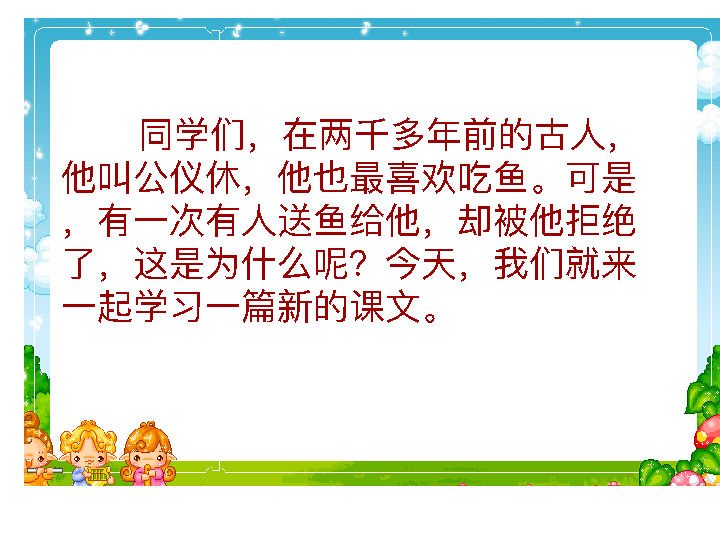 同学们，在两千多年前的古人，
他叫公仪休，他也最喜欢吃鱼。可是
，有一次有人送鱼给他，却被他拒绝
了，这是为什么呢？今天，我们就来
一起学习一篇新的课文。